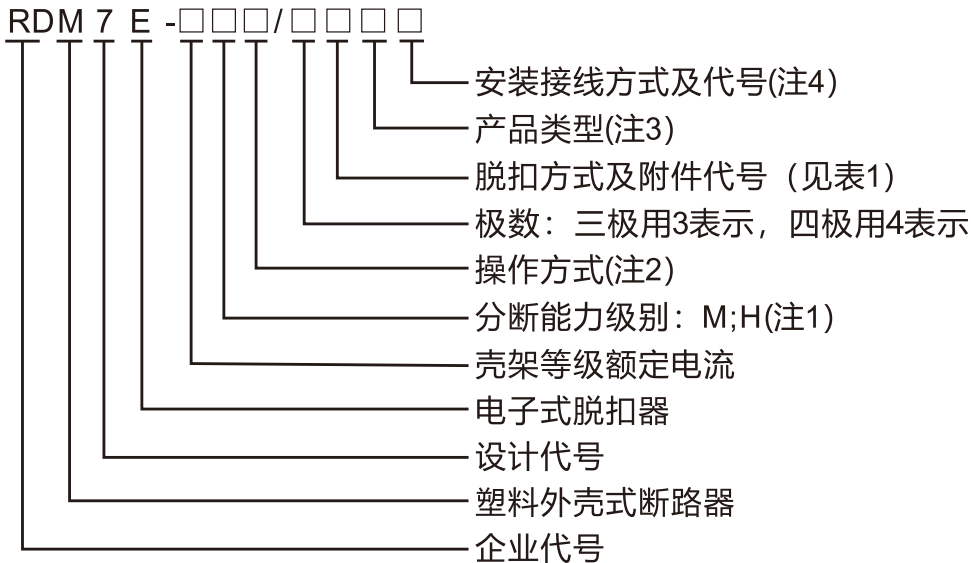 RDM7E-□□□/□□□□
安装接线方式及代号(注4)
产品类型(注3)
脱扣方式及附件代号（见表1)
极数：三极用3表示，四极用4表示
操作方式(注2)
分断能力级别：M;H(注1)
壳架等级额定电流
电子式脱扣器
设计代号
塑料外壳式断路器
企业代号